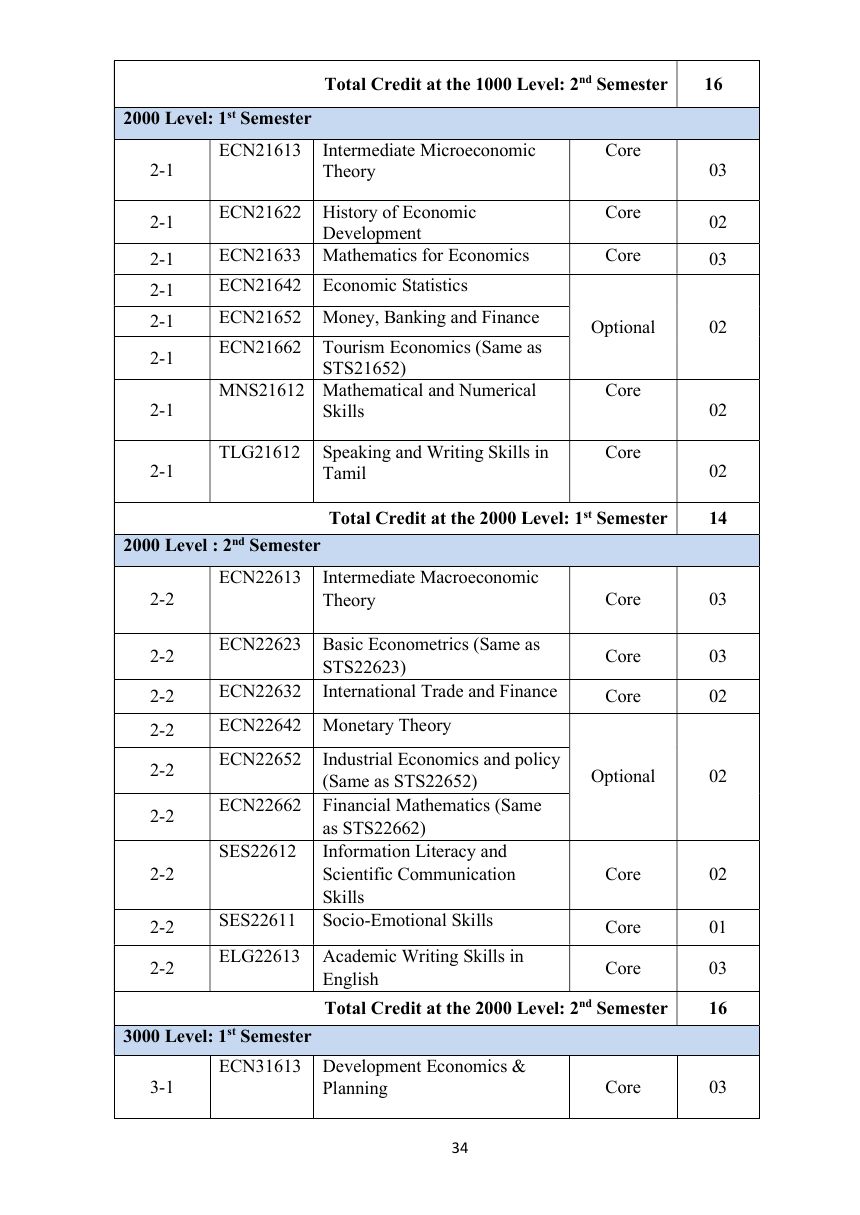 Total Credit at the 1000 Level: 2nd Semester 16
2000 Level: 1st Semester
2-1 ECN21613 Intermediate Microeconomic Core 03
Theory
2-1 ECN21622 History of Economic Core 02
Development
2-1 ECN21633 Mathematics for Economics Core 03
2-1 ECN21642 Economic Statistics
2-1 ECN21652 Money, Banking and Finance Optional 02
2-1 ECN21662 Tourism Economics (Same as
STS21652)
2-1 MNS21612 Mathematical and Numerical Core 02
Skills
2-1 TLG21612 Speaking and Writing Skills in Core 02
Tamil
Total Credit at the 2000 Level: 1st Semester 14
2000 Level : 2nd Semester
2-2 ECN22613 Intermediate Macroeconomic
Theory Core 03
2-2 ECN22623 Basic Econometrics (Same as Core 03
STS22623)
2-2 ECN22632 International Trade and Finance Core 02
2-2 ECN22642 Monetary Theory
2-2 ECN22652 Industrial Economics and policy
(Same as STS22652) Optional 02
2-2 ECN22662 Financial Mathematics (Same
as STS22662)
2-2 SES22612 Information Literacy and
Scientific Communication Core 02
Skills
2-2 SES22611 Socio-Emotional Skills Core 01
2-2 ELG22613 Academic Writing Skills in Core 03
English
Total Credit at the 2000 Level: 2nd Semester 16
3000 Level: 1st Semester
3-1 ECN31613 Development Economics &
Planning Core 03
34